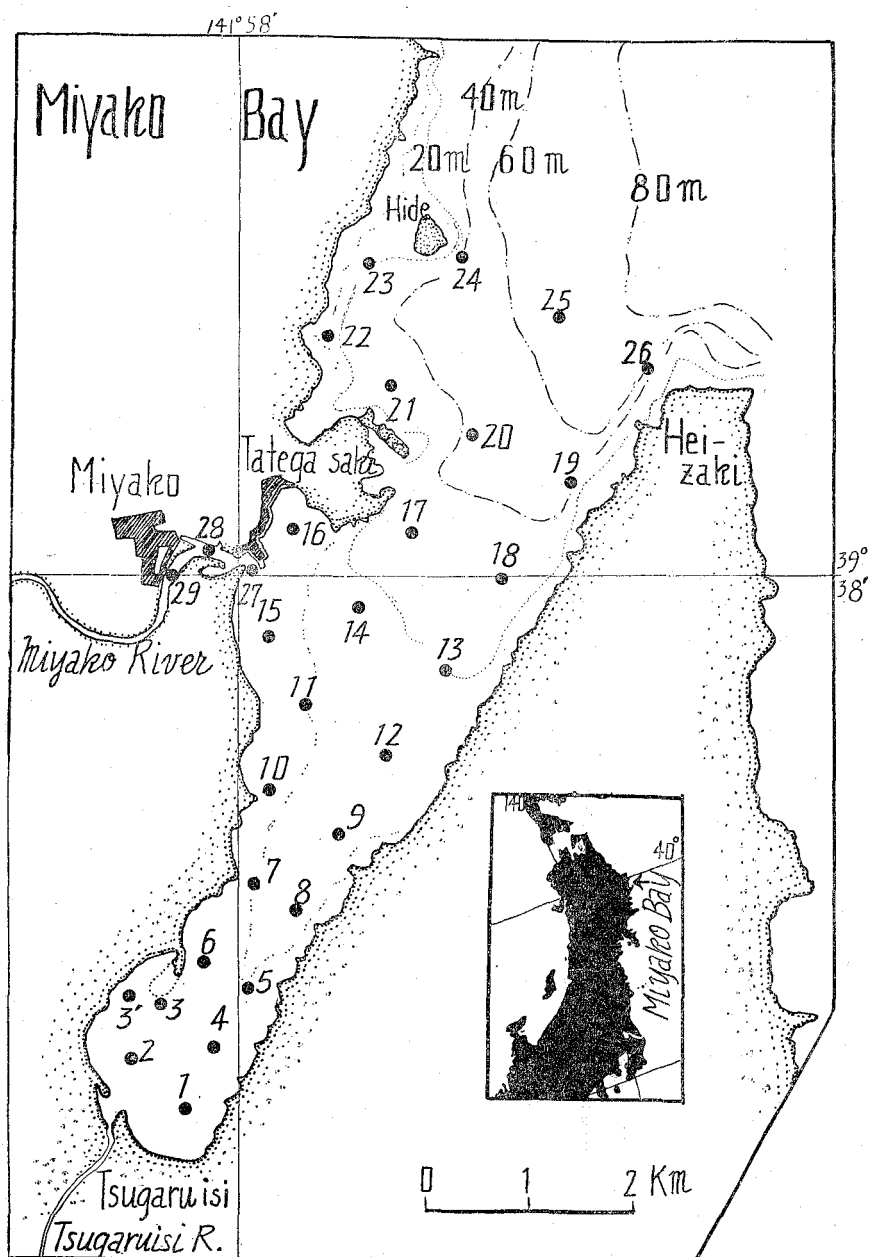 141°58'
Miyako Bay
40m
20m 60m
80m
Hide
23
24
25
22
26
21
20
Hei-
zaki
Tatega saki
19
Miyako
28
16
17
18
39°
38'
29
27
15
14
Miyako River
13
11
12
10
9
7
8
6
5
3'
3
4
2
1
140°
40°
Miyako Bay
0 1 2 Km
Tsugaruisi
Tsugaruisi R.